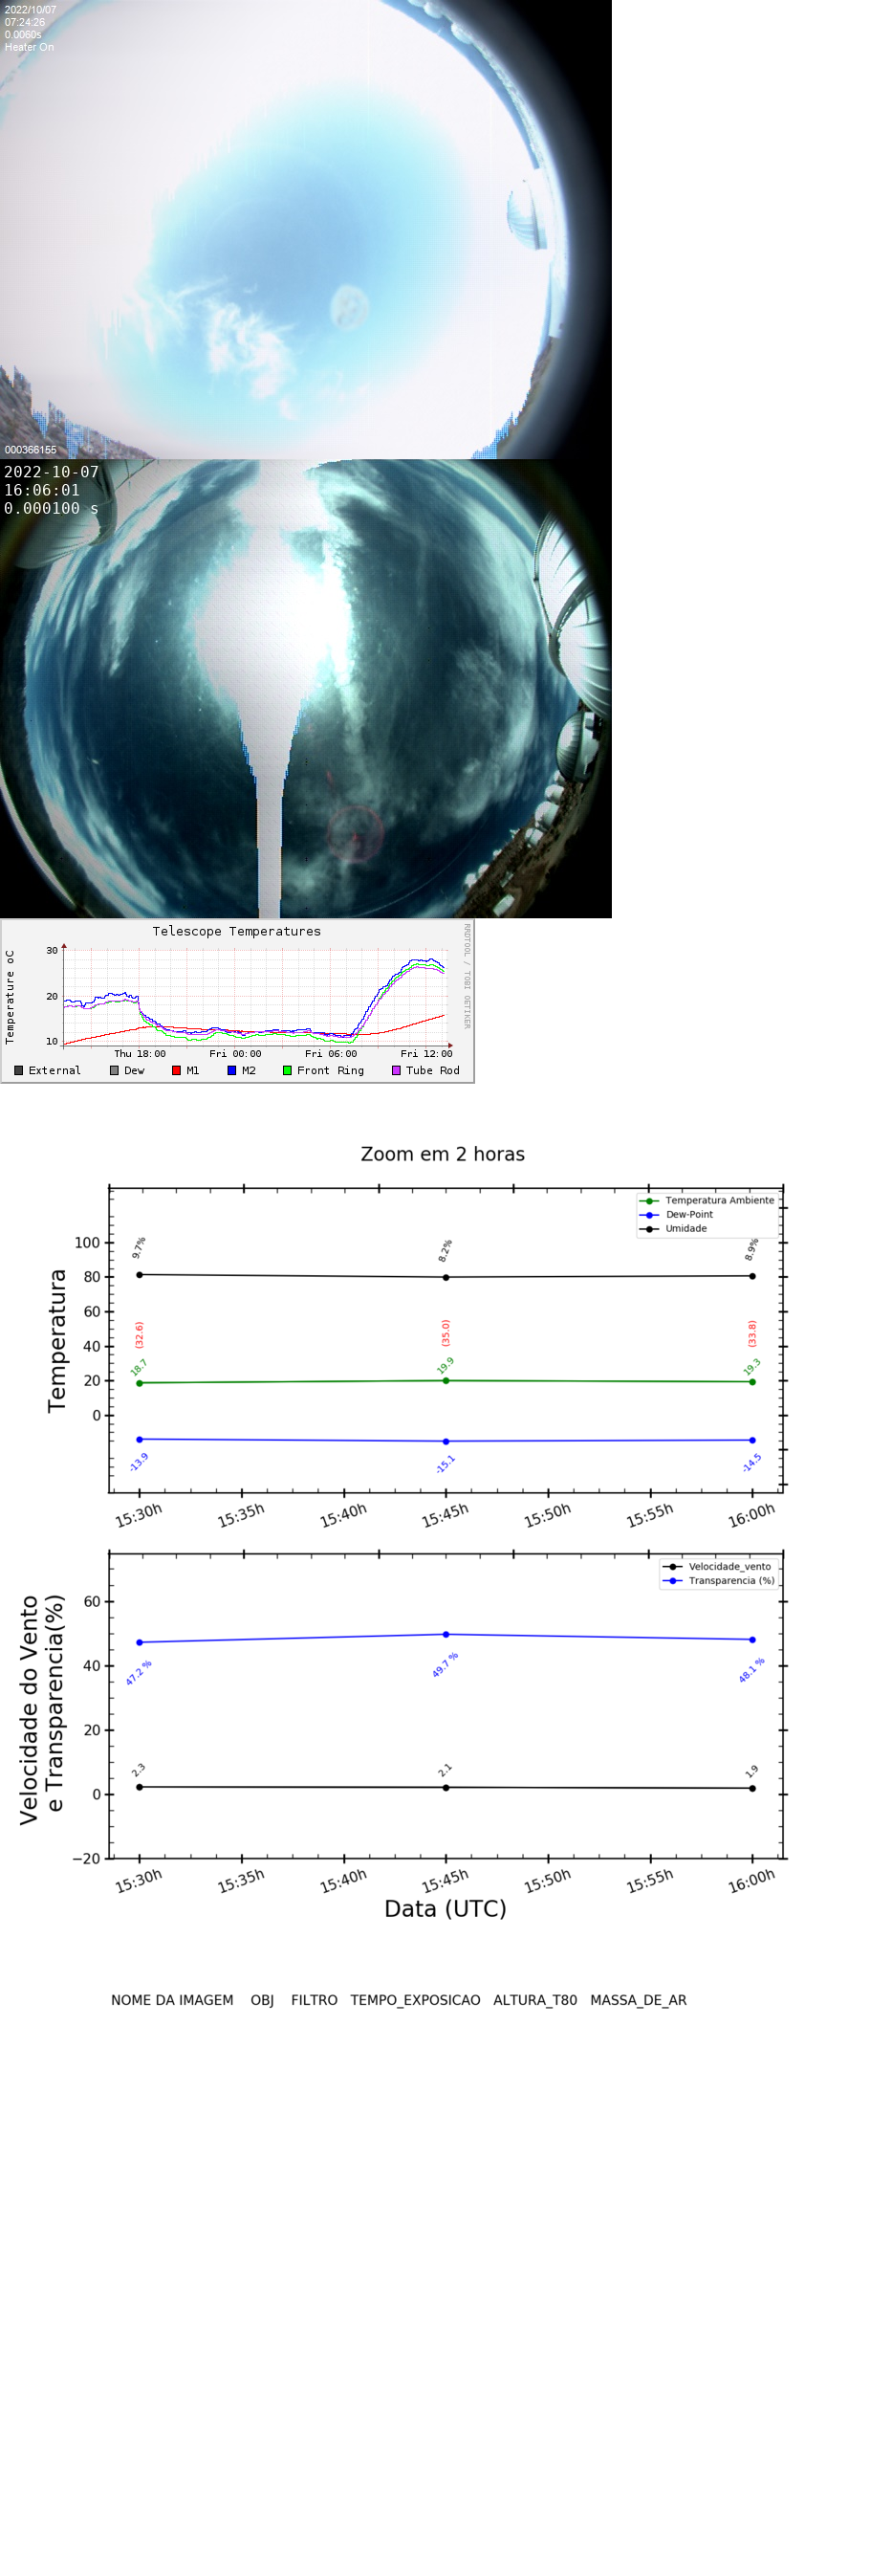 2022/10/07
07:24:26
0.0060s
Heater On
000366155
2022-10-07
16:06:01
0.000100 s
Telescope Temperatures
RRDTOOL / TOBI OETIKER
Temperature oC
30
20
10
Thu 18:00 Fri 00:00 Fri 06:00 Fri 12:00
External Dew M1 M2 Front Ring Tube Rod
Zoom em 2 horas
Temperatura
Temperatura Ambiente
Dew-Point
Umidade
100
80
60
40
20
0
9.7% 8.2% 8.9%
(32.6) (35.0) (33.8)
18.7 19.9 19.3
-13.9 -15.1 -14.5
15:30h 15:35h 15:40h 15:45h 15:50h 15:55h 16:00h
Velocidade do Vento
e Transparencia(%)
Velocidade_vento
Transparencia (%)
60
40
20
0
−20
47.2 % 49.7 % 48.1 %
2.3 2.1 1.9
15:30h 15:35h 15:40h 15:45h 15:50h 15:55h 16:00h
Data (UTC)
NOME DA IMAGEM OBJ FILTRO TEMPO_EXPOSICAO ALTURA_T80 MASSA_DE_AR